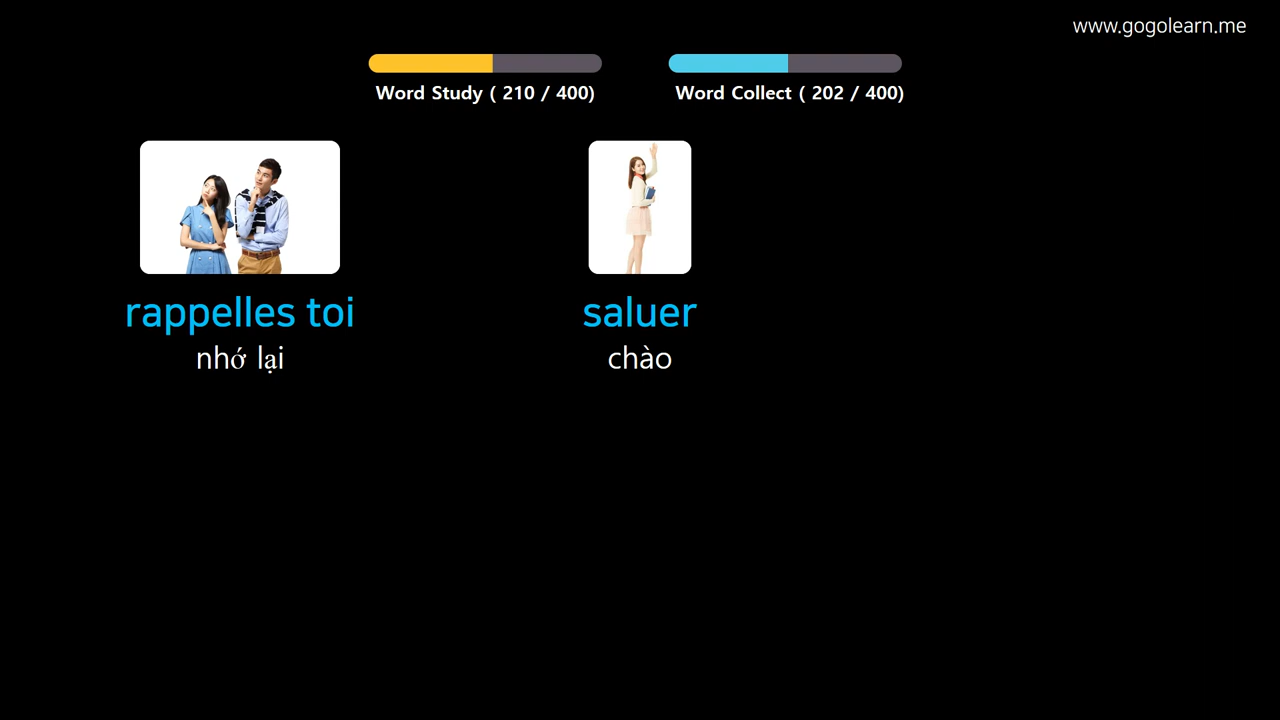 www.gogolearn.me
Word Study ( 210 / 400)
Word Collect ( 202 / 400)
rappelles toi
nhớ lại
saluer
chào